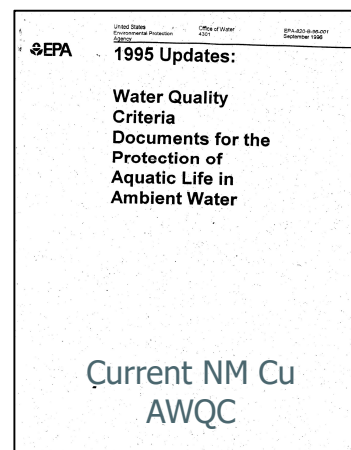 EPA
United States
Environmental Protection
Agency
Office of Water
4301
EPA-820-B-96-001
September 1996
1995 Updates:
Water Quality
Criteria
Documents for the
Protection of
Aquatic Life in
Ambient Water
Current NM Cu
AWQC